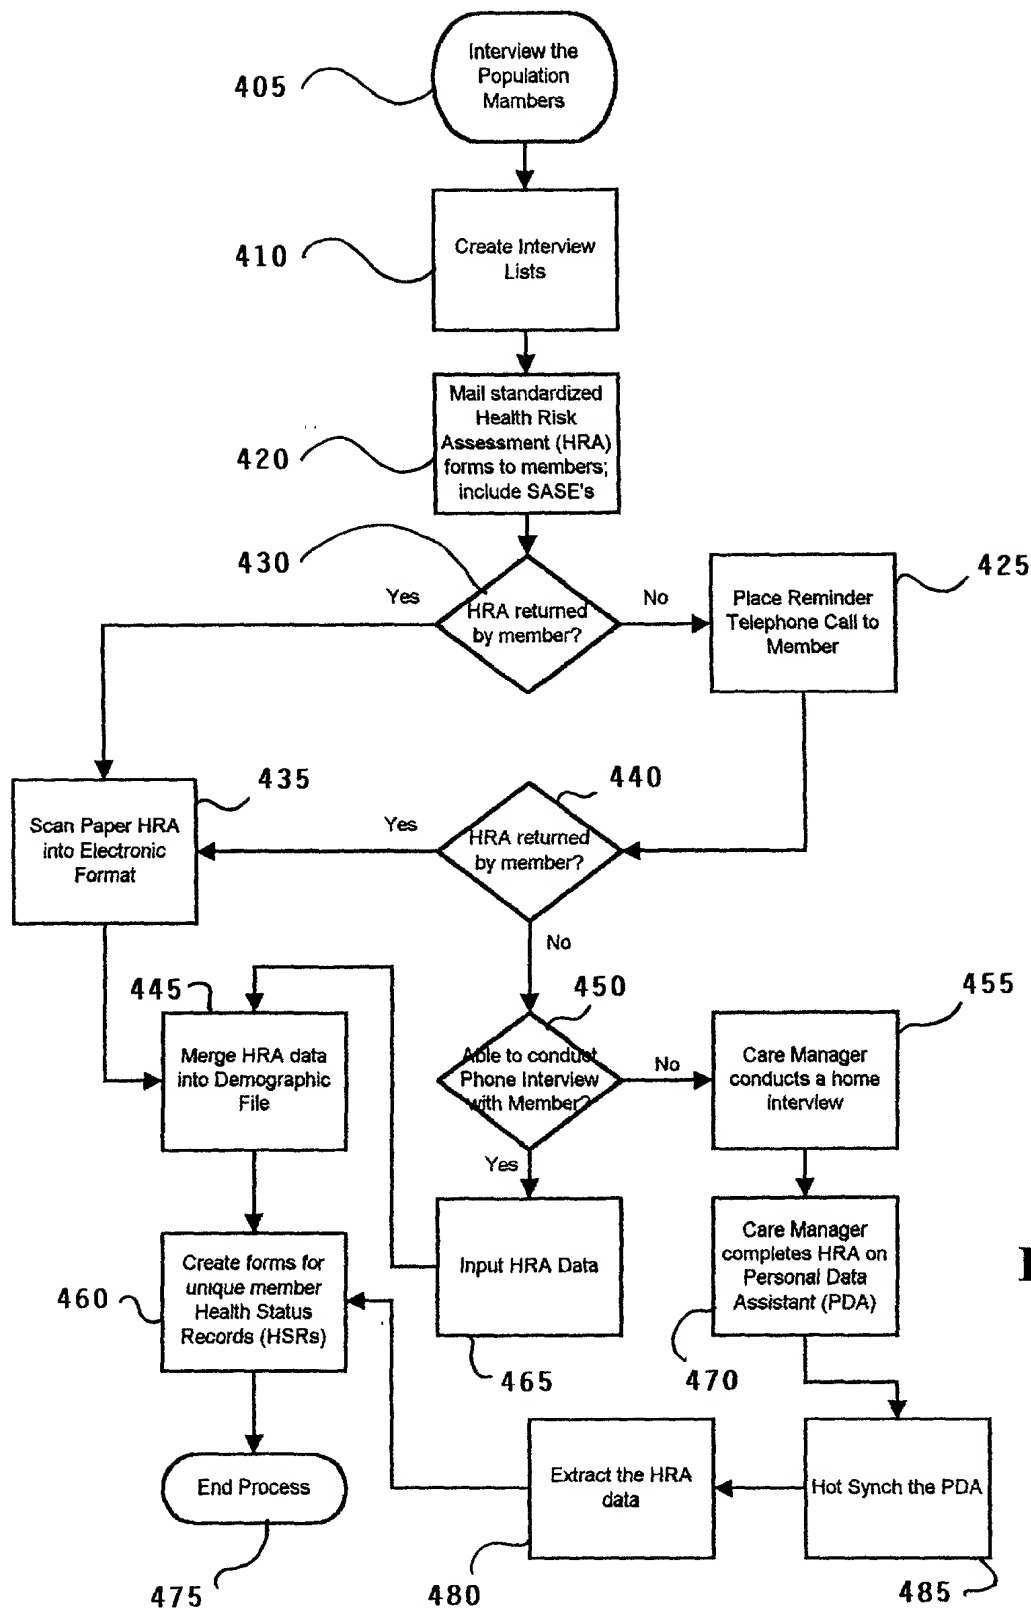 Interview the
Population
Mambers
405
Create Interview
Lists
410
Mail standardized
Health Risk
Assessment (HRA)
forms to members;
include SASE's
420
430
Yes
HRA returned
by member?
No
Place Reminder
Telephone Call to
Member
425
435
Scan Paper HRA
into Electronic
Format
Yes
440
HRA returned
by member?
No
445
Merge HRA data
into Demographic
File
450
Able to conduct
Phone Interview
with Member?
No
455
Care Manager
conducts a home
interview
Yes
Create forms for
unique member
Health Status
Records (HSRs)
460
Input HRA Data
465
Care Manager
completes HRA on
Personal Data
Assistant (PDA)
470
End Process
475
Extract the HRA
data
480
Hot Synch the PDA
485